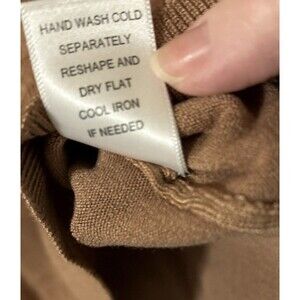 HAND WASH COLD
SEPARATELY
RESHAPE AND
DRY FLAT
COOL IRON
IF NEEDED